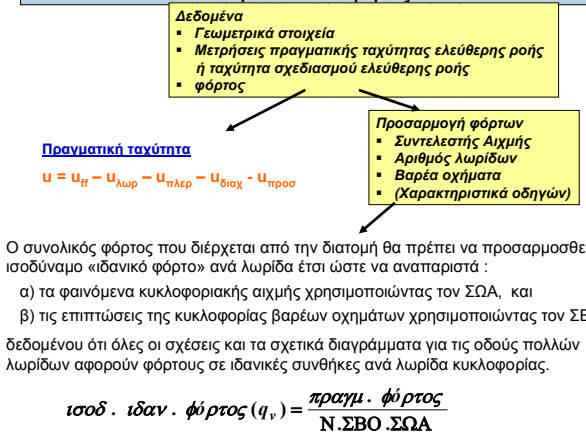 Δεδομένα
▪ Γεωμετρικά στοιχεία
▪ Μετρήσεις πραγματικής ταχύτητας ελεύθερης ροής
ή ταχύτητα σχεδιασμού ελεύθερης ροής
▪ φόρτος
Προσαρμογή φόρτων
▪ Συντελεστής Αιχμής
▪ Αριθμός λωρίδων
▪ Βαρέα οχήματα
▪ (Χαρακτηριστικά οδηγών)
Πραγματική ταχύτητα
u = uff – uλωρ – uπλερ – uδιαχ - uπροσ
Ο συνολικός φόρτος που διέρχεται από την διατομή θα πρέπει να προσαρμοσθε
ισοδύναμο «ιδανικό φόρτο» ανά λωρίδα έτσι ώστε να αναπαριστά :
α) τα φαινόμενα κυκλοφοριακής αιχμής χρησιμοποιώντας τον ΣΩΑ, και
β) τις επιπτώσεις της κυκλοφορίας βαρέων οχημάτων χρησιμοποιώντας τον ΣΒ
δεδομένου ότι όλες οι σχέσεις και τα σχετικά διαγράμματα για τις οδούς πολλών
λωρίδων αφορούν φόρτους σε ιδανικές συνθήκες ανά λωρίδα κυκλοφορίας.
ισοδ . ιδαν . φόρτος (qv) = πραγμ. φόρτος / Ν.ΣΒΟ.ΣΩΑ